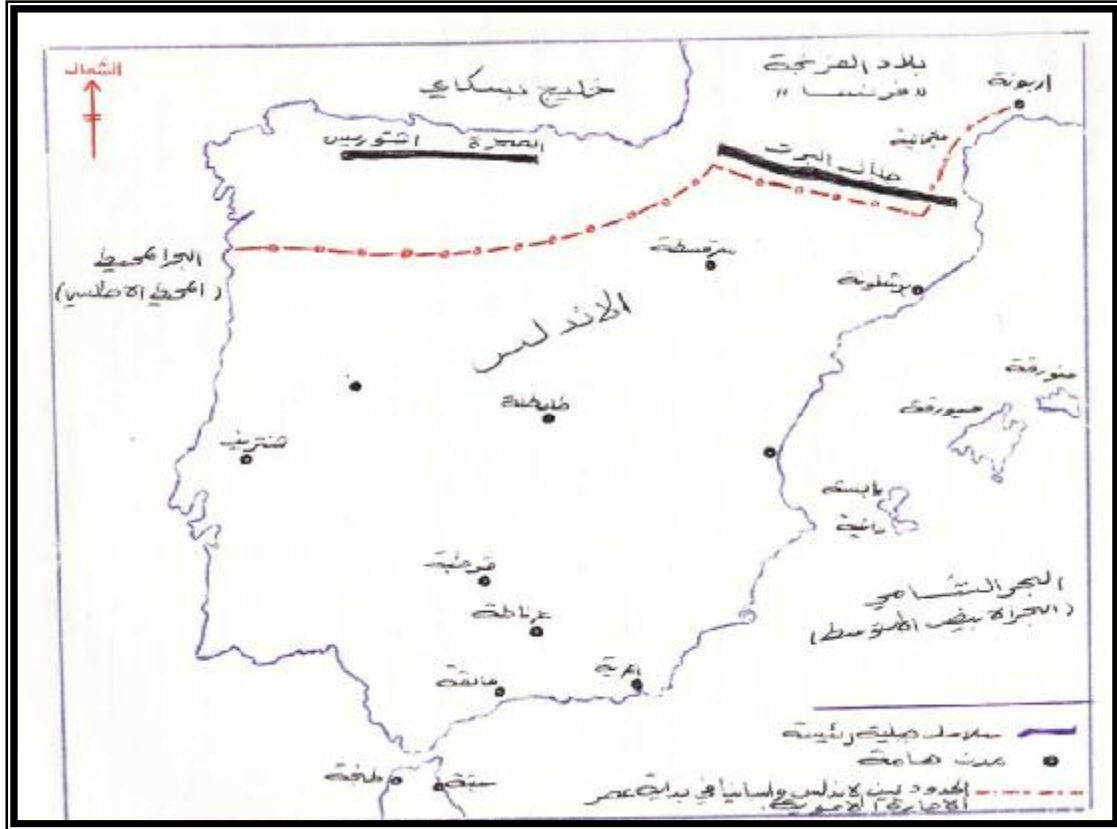 الشمال
خليج بسكاي
بلاد الفرنجة
"فرنسا"
اربونة
الصخرة اشتوريس
جبال البرت
البحر المحيط
(المحيط الاطلسي)
سرقسطة
برشلونة
الاندلس
منورقة
ميورقة
طليطلة
شنترين
يابسة
دانية
قرطبة
غرناطة
البحر الشامي
(البحر الابيض المتوسط)
المرية
مالقة
طنجة
سبتة
سلاسل جبلية رئيسة
مدن هامة
الحدود بين الاندلس واسبانيا في بداية عصر
الامارة الاموية.